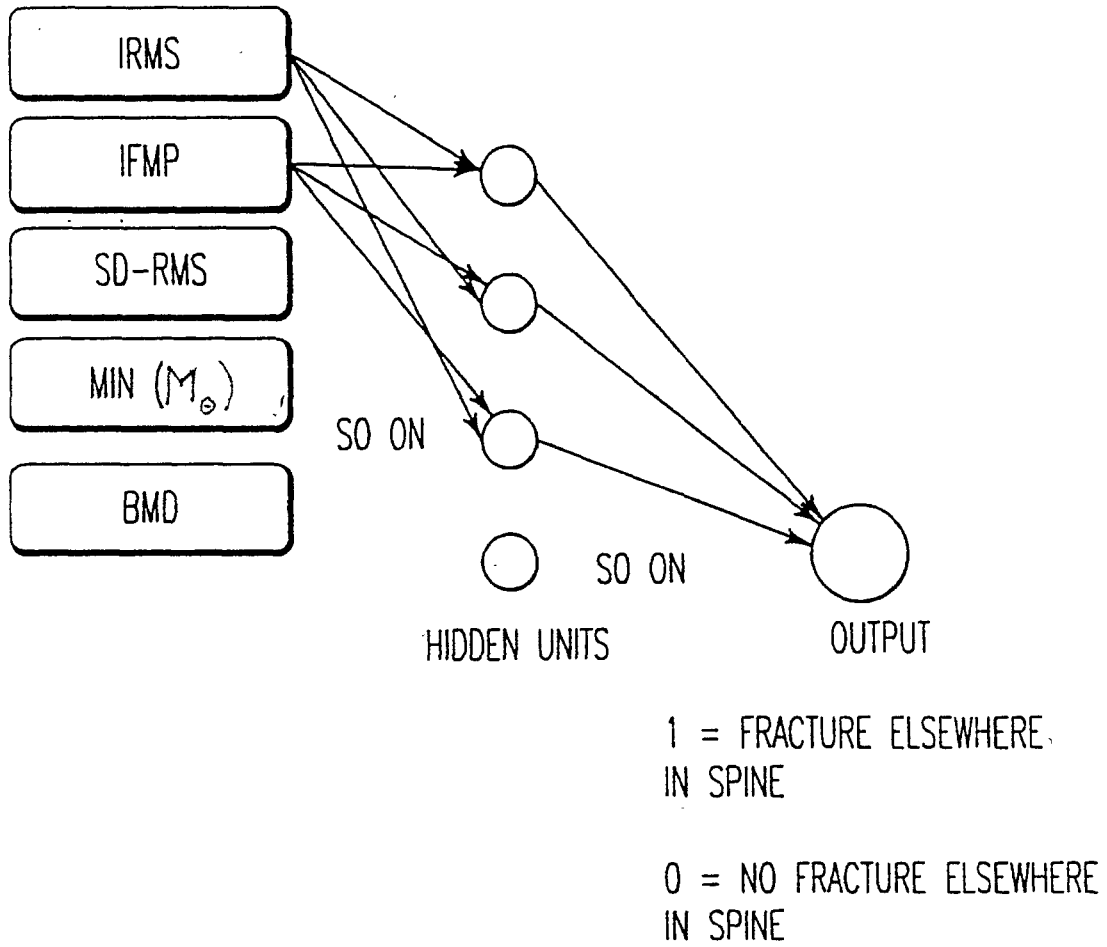 IRMS
IFMP
SD-RMS
MIN (M⊙)
BMD
SO ON
SO ON
HIDDEN UNITS
OUTPUT
1 = FRACTURE ELSEWHERE
IN SPINE
0 = NO FRACTURE ELSEWHERE
IN SPINE